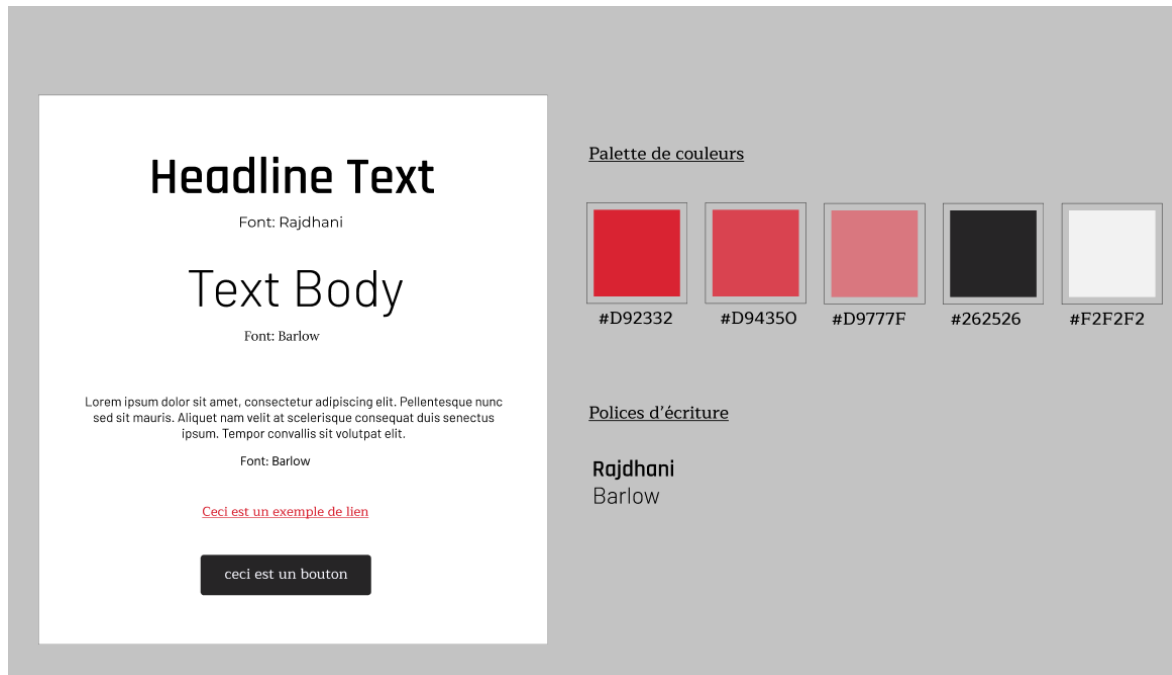 Headline Text
Font: Rajdhani
Text Body
Font: Barlow
Lorem ipsum dolor sit amet, consectetur adipiscing elit. Pellentesque nunc
sed sit mauris. Aliquet nam velit at scelerisque consequat duis senectus
ipsum. Tempor convallis sit volutpat elit.
Font: Barlow
Ceci est un exemple de lien
ceci est un bouton
Palette de couleurs
#D92332 #D9435O #D9777F #262526 #F2F2F2
Polices d'écriture
Rajdhani
Barlow